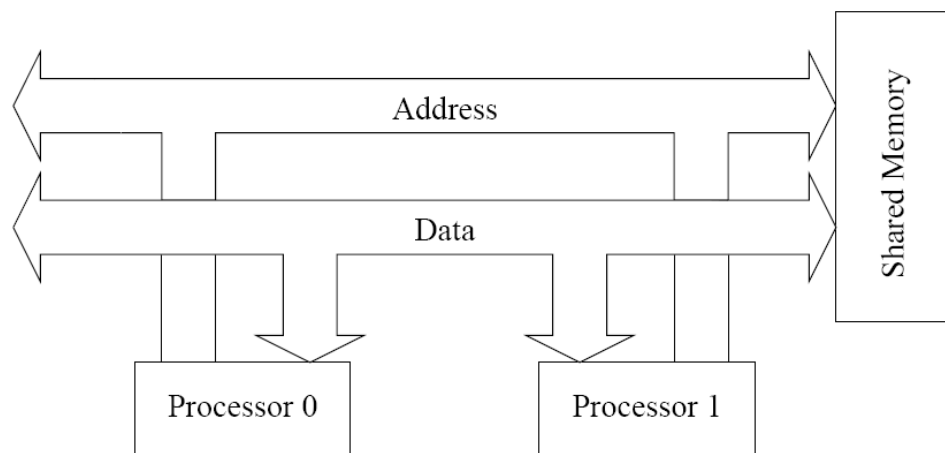 Address
Shared Memory
Data
Processor 0
Processor 1